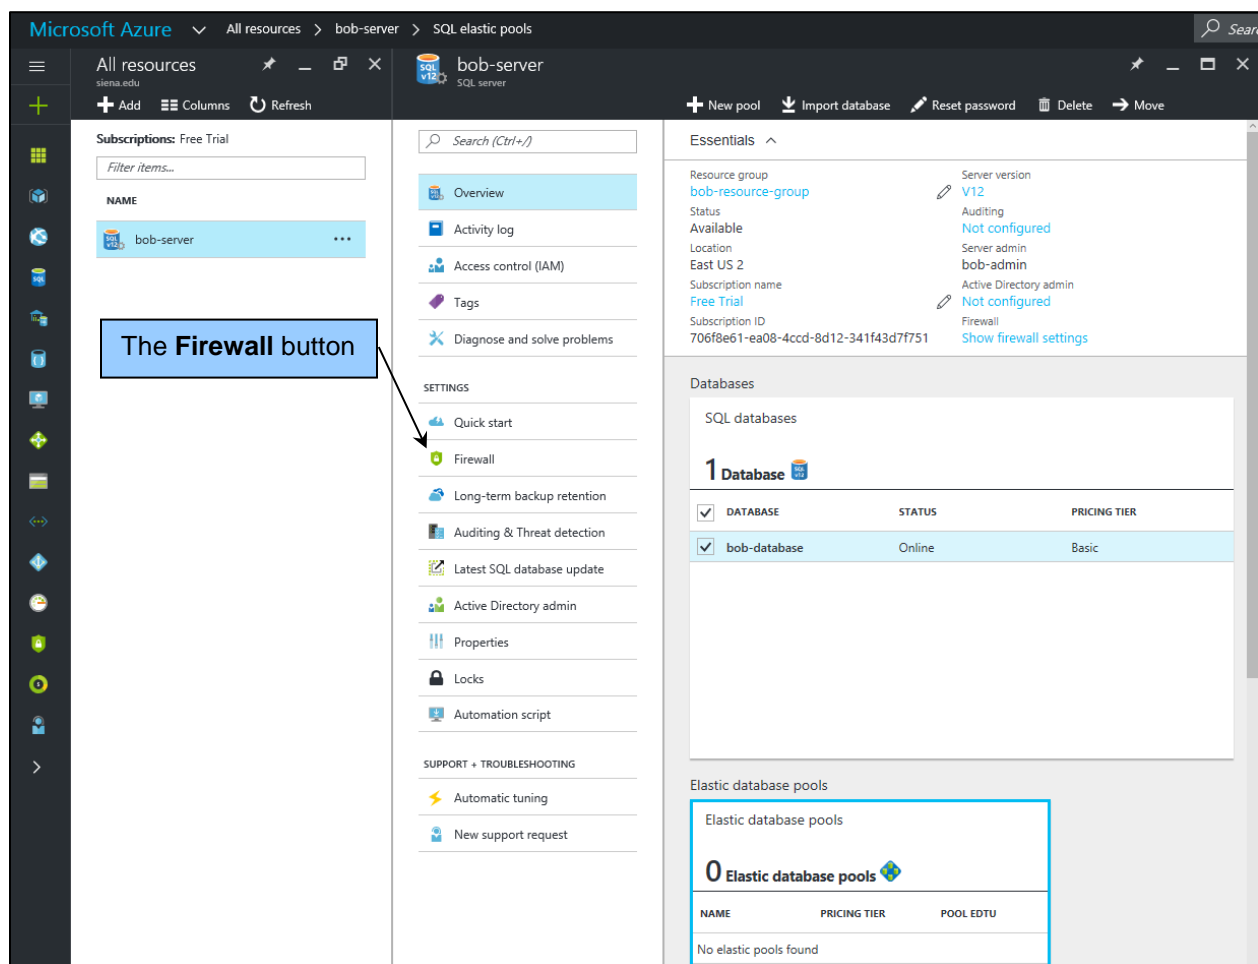 Microsoft Azure All resources > bob-server > SQL elastic pools
All resources
siena.edu
Add Columns Refresh
Subscriptions: Free Trial
Filter items...
NAME
SQL v12 bob-server ...
The Firewall button
SQL v12 bob-server
SQL server
Search (Ctrl+/)
Overview
Activity log
Access control (IAM)
Tags
Diagnose and solve problems
SETTINGS
Quick start
Firewall
Long-term backup retention
Auditing & Threat detection
Latest SQL database update
Active Directory admin
Properties
Locks
Automation script
SUPPORT + TROUBLESHOOTING
Automatic tuning
New support request
New pool Import database Reset password Delete Move
Essentials
Resource group
bob-resource-group
Status
Available
Location
East US 2
Subscription name
Free Trial
Subscription ID
706f8e61-ea08-4ccd-8d12-341f43d7f751
Server version
V12
Auditing
Not configured
Server admin
bob-admin
Active Directory admin
Not configured
Firewall
Show firewall settings
Databases
SQL databases
1 Database
DATABASE STATUS PRICING TIER
bob-database Online Basic
Elastic database pools
Elastic database pools
0 Elastic database pools
NAME PRICING TIER POOL EDTU
No elastic pools found